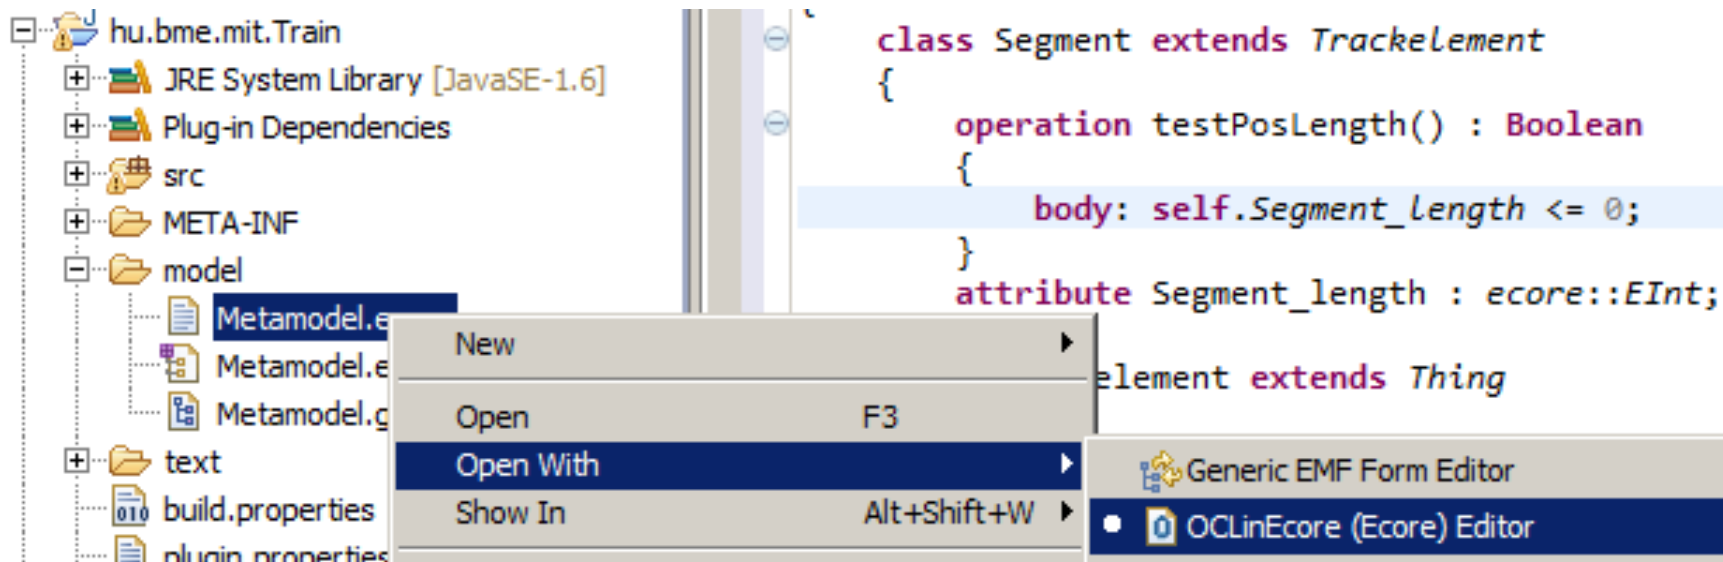 hu.bme.mit.Train
JRE System Library [JavaSE-1.6]
Plug-in Dependencies
src
META-INF
model
Metamodel.e
Metamodel.e
Metamodel.g
text
build.properties
plugin.properties
{
class Segment extends Trackelement
{
operation testPosLength() : Boolean
{
body: self.Segment_length <= 0;
}
attribute Segment_length : ecore::EInt;
element extends Thing
New
Open F3
Open With
Show In Alt+Shift+W
Generic EMF Form Editor
OCLinEcore (Ecore) Editor